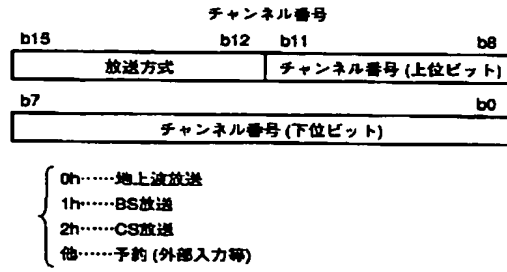 チャンネル番号
b15 b12 b11 b8
放送方式 チャンネル番号(上位ビット)
b7 b0
チャンネル番号(下位ビット)
0h……地上波放送
1h……BS放送
2h……CS放送
他……予約(外部入力等)